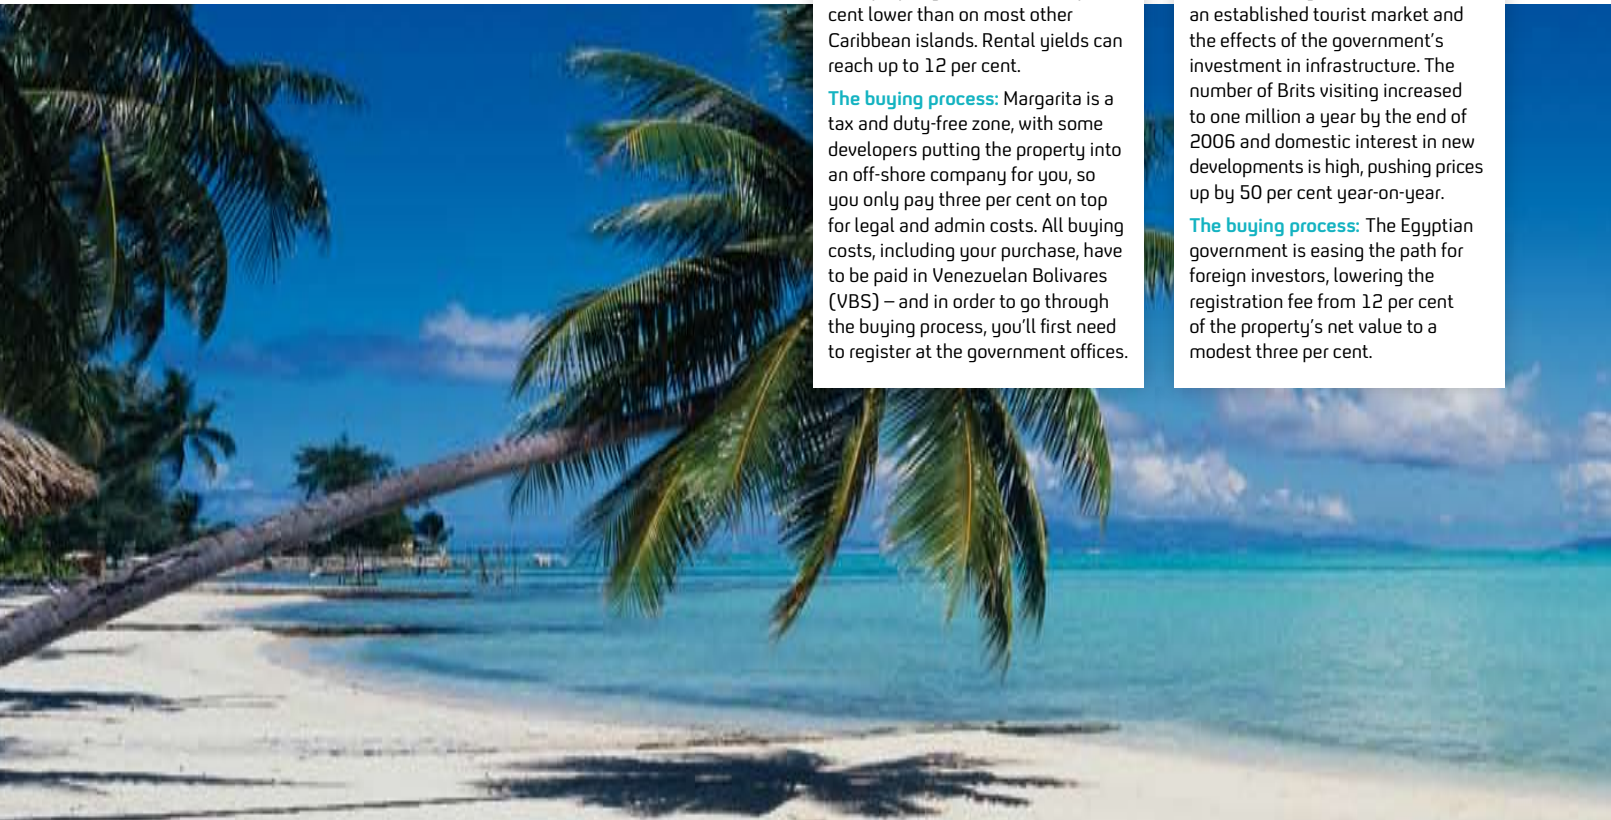 cent lower than on most other
Caribbean islands. Rental yields can
reach up to 12 per cent.
The buying process: Margarita is a
tax and duty-free zone, with some
developers putting the property into
an off-shore company for you, so
you only pay three per cent on top
for legal and admin costs. All buying
costs, including your purchase, have
to be paid in Venezuelan Bolivares
(VBS) – and in order to go through
the buying process, you’ll first need
to register at the government offices.
an established tourist market and
the effects of the government’s
investment in infrastructure. The
number of Brits visiting increased
to one million a year by the end of
2006 and domestic interest in new
developments is high, pushing prices
up by 50 per cent year-on-year.
The buying process: The Egyptian
government is easing the path for
foreign investors, lowering the
registration fee from 12 per cent
of the property’s net value to a
modest three per cent.